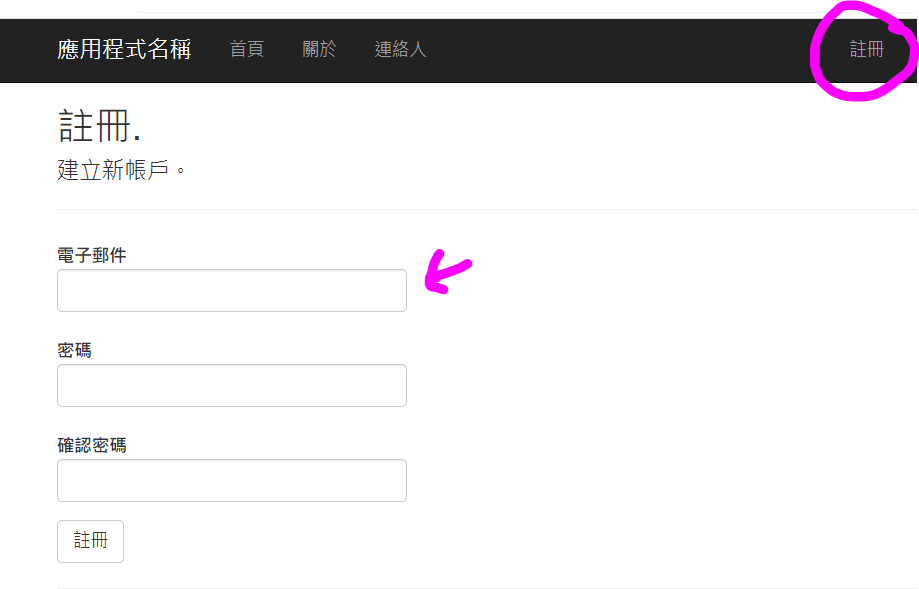 應用程式名稱 首頁 關於 連絡人 註冊
註冊.
建立新帳戶。
電子郵件
密碼
確認密碼
註冊